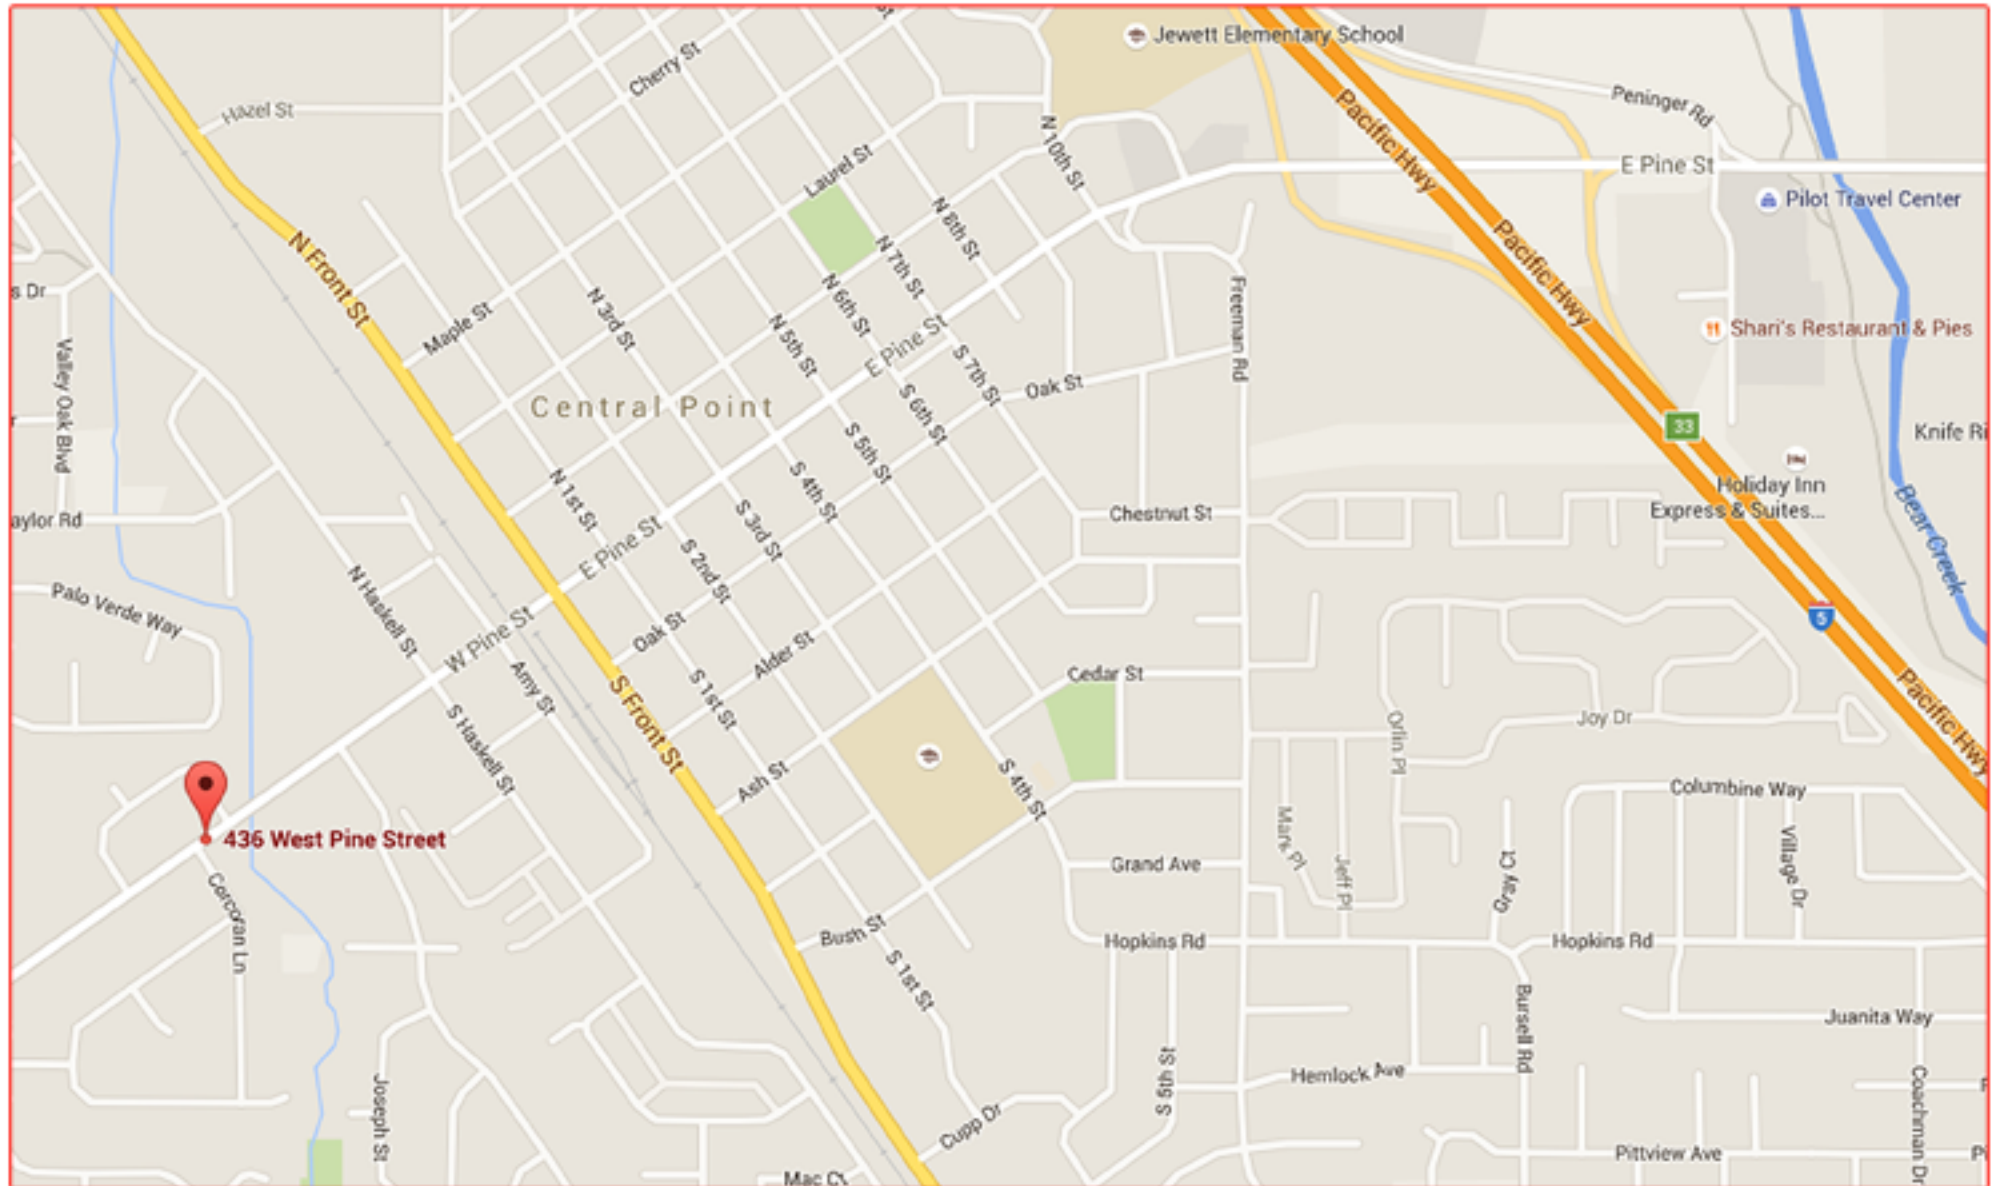 Jewett Elementary School
Cherry St
Peninger Rd
Hazel St
Pacific Hwy
N 10th St
E Pine St
Laurel St
Pilot Travel Center
N 8th St
N 7th St
N Front St
Pacific Hwy
s Dr
N 6th St
N 3rd St
Maple St
Freeman Rd
N 5th St
E Pine St
Shari's Restaurant & Pies
Valley Oak Blvd
S 7th St
Oak St
Central Point
S 6th St
33
Knife Ri
S 5th St
S 4th St
N 1st St
Holiday Inn
Express & Suites...
Chestnut St
aylor Rd
S 3rd St
E Pine St
Bear Creek
S 2nd St
Palo Verde Way
N Haskell St
5
W Pine St
Oak St
Alder St
Army St
Cedar St
S 1st St
S Front St
Pacific Hwy
Joy Dr
Orlin Pl
S Haskell St
Ash St
S 4th St
Columbine Way
436 West Pine Street
Mark Pl
Jeff Pl
Gray Ct
Village Dr
Grand Ave
Corcoran Ln
Bush St
Hopkins Rd
Hopkins Rd
S 1st St
Bursell Rd
Juanita Way
S 5th St
Hemlock Ave
Joseph St
Coachman Dr
Cupp Dr
Pittview Ave
Mac Ct